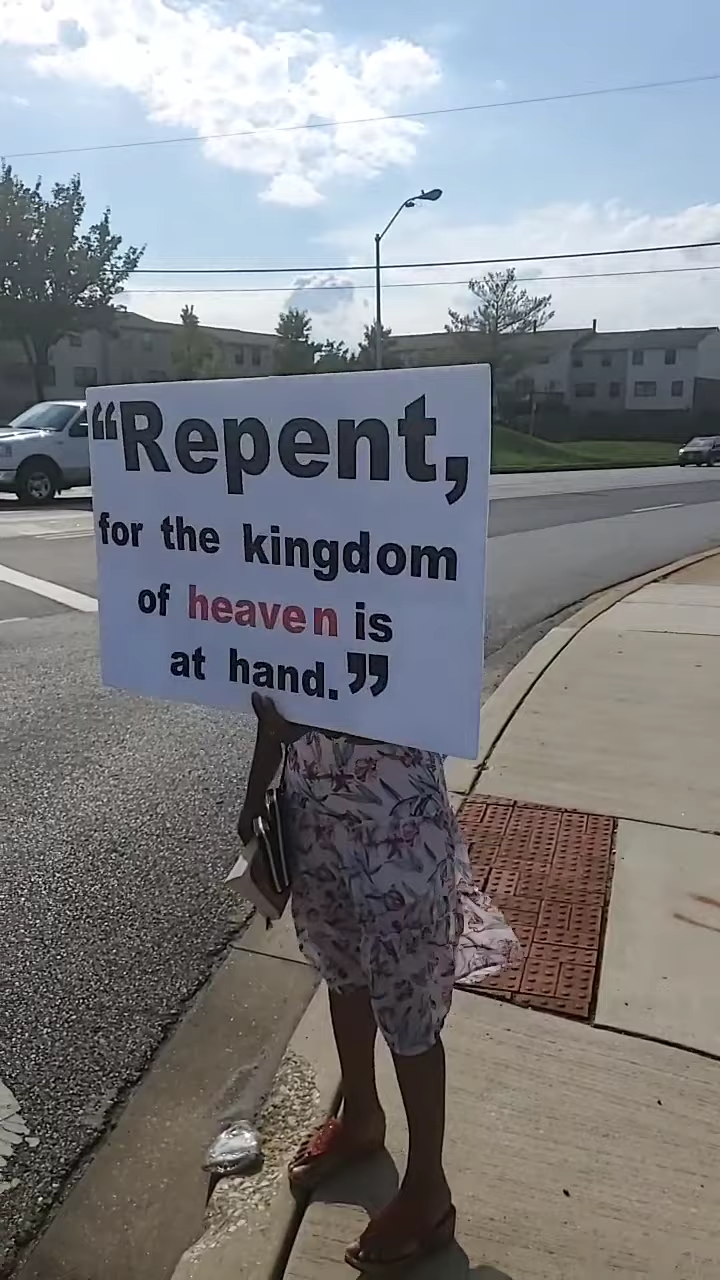 “Repent,
for the kingdom
of heaven is
at hand.”